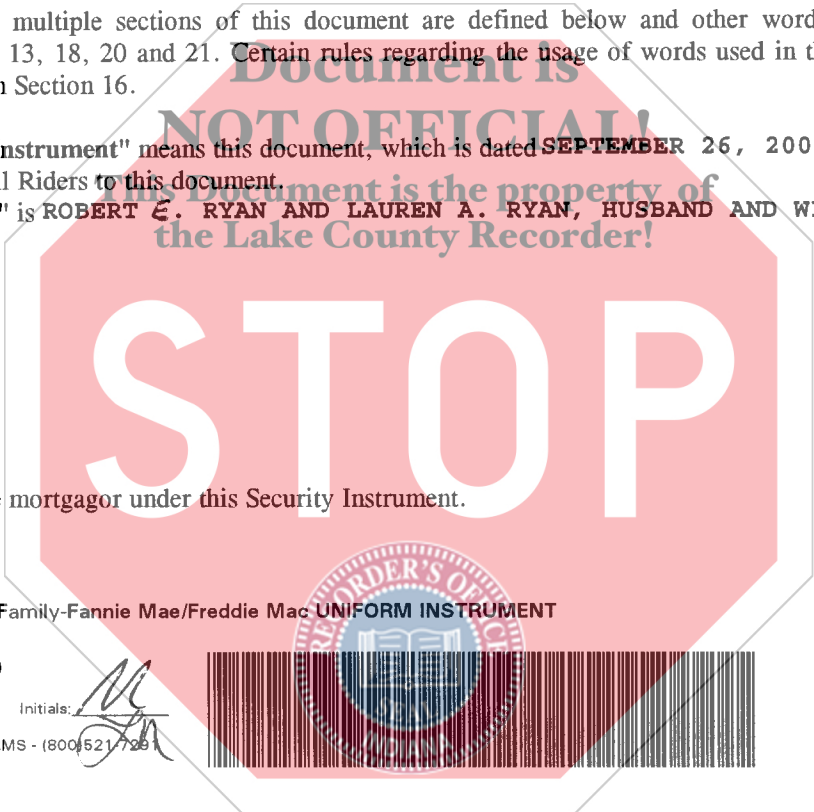 multiple sections of this document are defined below and other word
13, 18, 20 and 21. Certain rules regarding the usage of words used in t
Section 16.
Document is
NOT OFFICIAL!
This Document is the property of
the Lake County Recorder!
nstrument" means this document, which is dated SEPTEMBER 26, 200
l Riders to this document.
" is ROBERT E. RYAN AND LAUREN A. RYAN, HUSBAND AND W
STOP
mortgagor under this Security Instrument.
Family-Fannie Mae/Freddie Mac UNIFORM INSTRUMENT
RECORDER'S OFFICE
SEAL
INDIANA
Initials:
MS - (800)521-7291